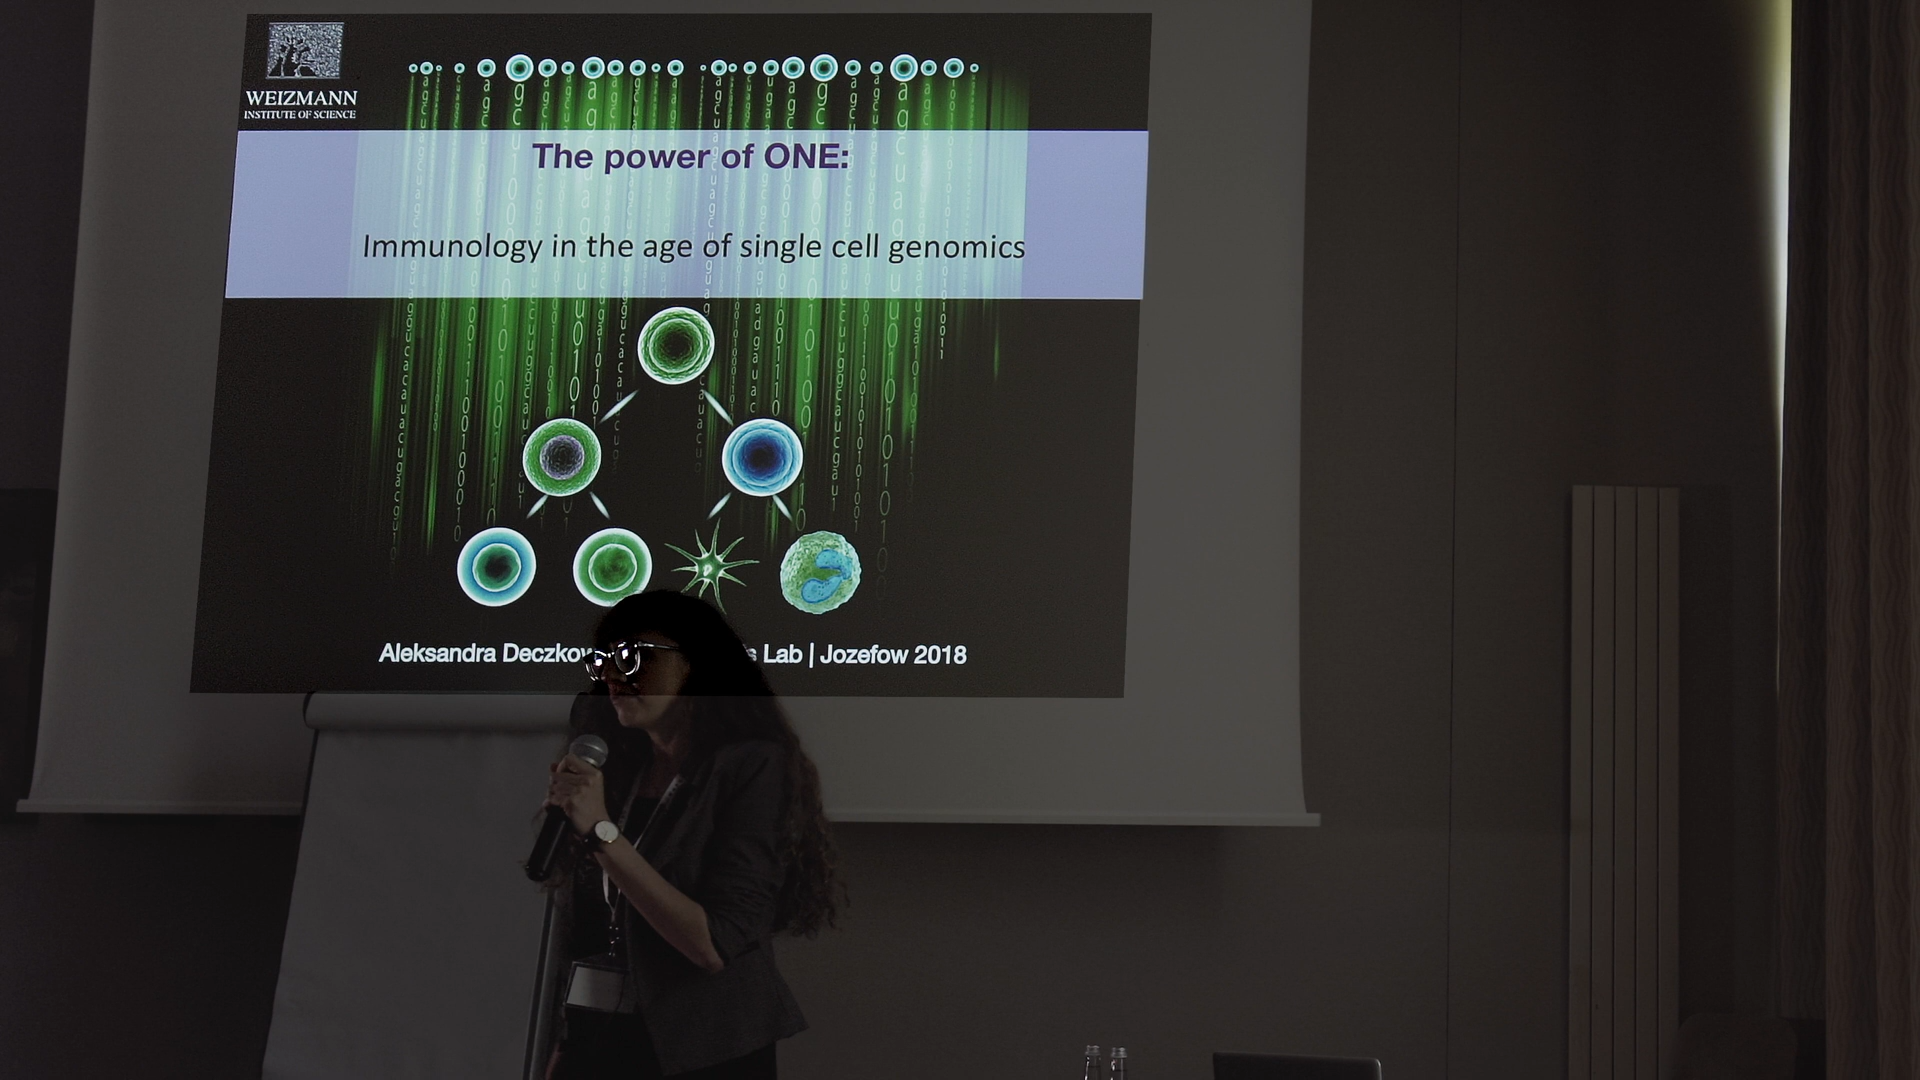 WEIZMANN
INSTITUTE OF SCIENCE
The power of ONE:
Immunology in the age of single cell genomics
Aleksandra Lab | Jozefow 2018